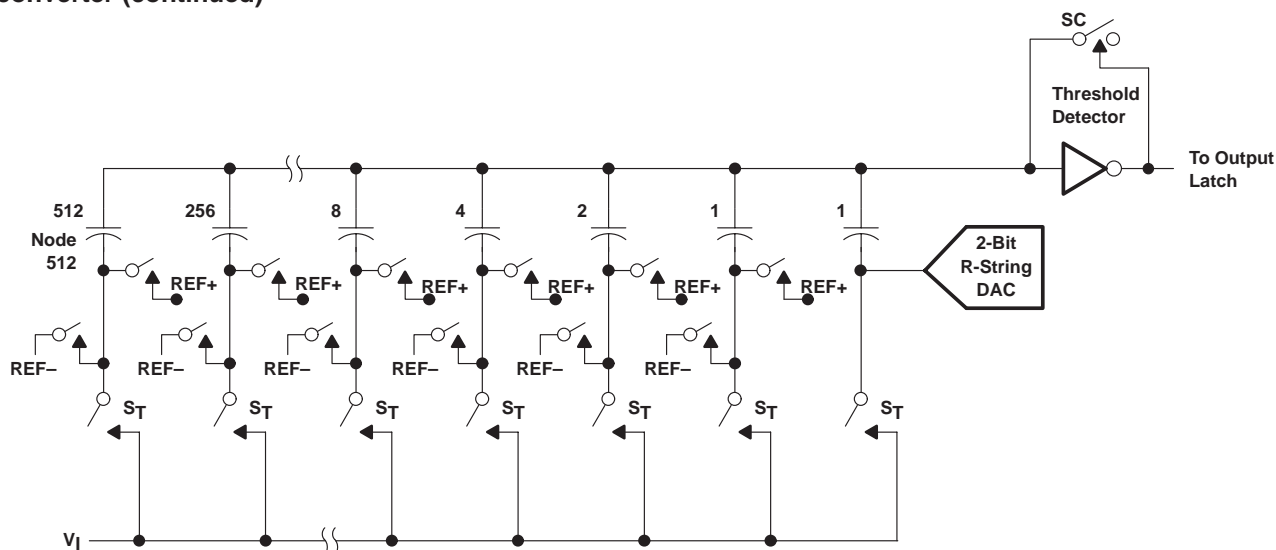 converter (continued)
SC
Threshold
Detector
To Output
Latch
512 256 8 4 2 1 1
Node
512
2-Bit
R-String
DAC
REF+ REF+ REF+ REF+ REF+ REF+
REF– REF– REF– REF– REF– REF–
ST ST ST ST ST ST ST
VI